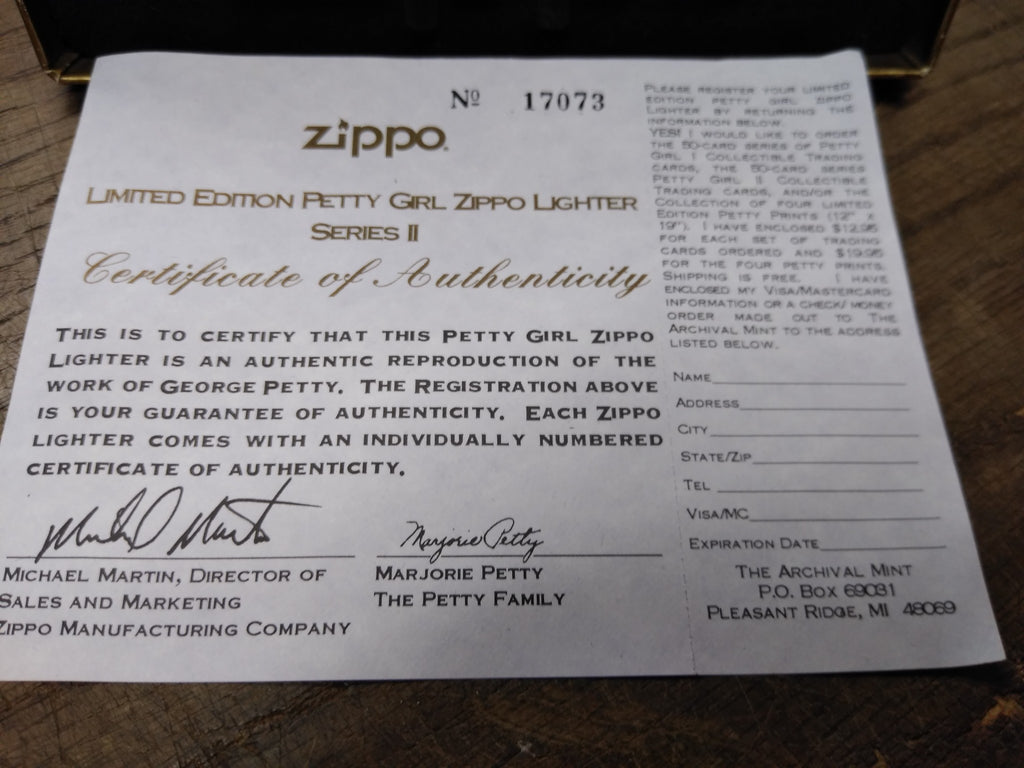 Nº 17073
zippo
LIMITED EDITION PETTY GIRL ZIPPO LIGHTER
SERIES II
Certificate of Authenticity
THIS IS TO CERTIFY THAT THIS PETTY GIRL ZIPPO
LIGHTER IS AN AUTHENTIC REPRODUCTION OF THE
WORK OF GEORGE PETTY. THE REGISTRATION ABOVE
IS YOUR GUARANTEE OF AUTHENTICITY. EACH ZIPPO
LIGHTER COMES WITH AN INDIVIDUALLY NUMBERED
CERTIFICATE OF AUTHENTICITY.
Marjorie Petty
MICHAEL MARTIN, DIRECTOR OF
SALES AND MARKETING
ZIPPO MANUFACTURING COMPANY
MARJORIE PETTY
THE PETTY FAMILY
PLEASE REGISTER YOUR LIMITED
EDITION PETTY GIRL ZIPPO
LIGHTER BY RETURNING THE
INFORMATION BELOW.
YES! I WOULD LIKE TO ORDER
THE 50-CARD SERIES OF PETTY
GIRL I COLLECTIBLE TRADING
CARDS, THE 50-CARD SERIES
PETTY GIRL II COLLECTIBLE
TRADING CARDS, AND/OR THE
COLLECTION OF FOUR LIMITED
EDITION PETTY PRINTS (12" X
19"). I HAVE ENCLOSED $12.95
FOR EACH SET OF TRADING
CARDS ORDERED AND $19.95
FOR THE FOUR PETTY PRINTS.
SHIPPING IS FREE. I HAVE
ENCLOSED MY VISA/MASTERCARD
INFORMATION OR A CHECK/MONEY
ORDER MADE OUT TO THE
ARCHIVAL MINT TO THE ADDRESS
LISTED BELOW.
NAME
ADDRESS
CITY
STATE/ZIP
TEL
VISA/MC
EXPIRATION DATE
THE ARCHIVAL MINT
P.O. BOX 69031
PLEASANT RIDGE, MI 48069